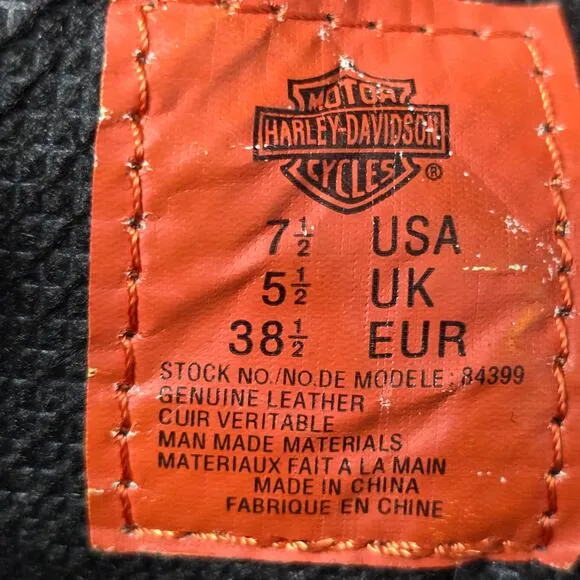 MOTOR
HARLEY-DAVIDSON
CYCLES ®
7 1/2 USA
5 1/2 UK
38 1/2 EUR
STOCK NO./NO.DE MODELE: 84399
GENUINE LEATHER
CUIR VERITABLE
MAN MADE MATERIALS
MATERIAUX FAIT A LA MAIN
MADE IN CHINA
FABRIQUE EN CHINE